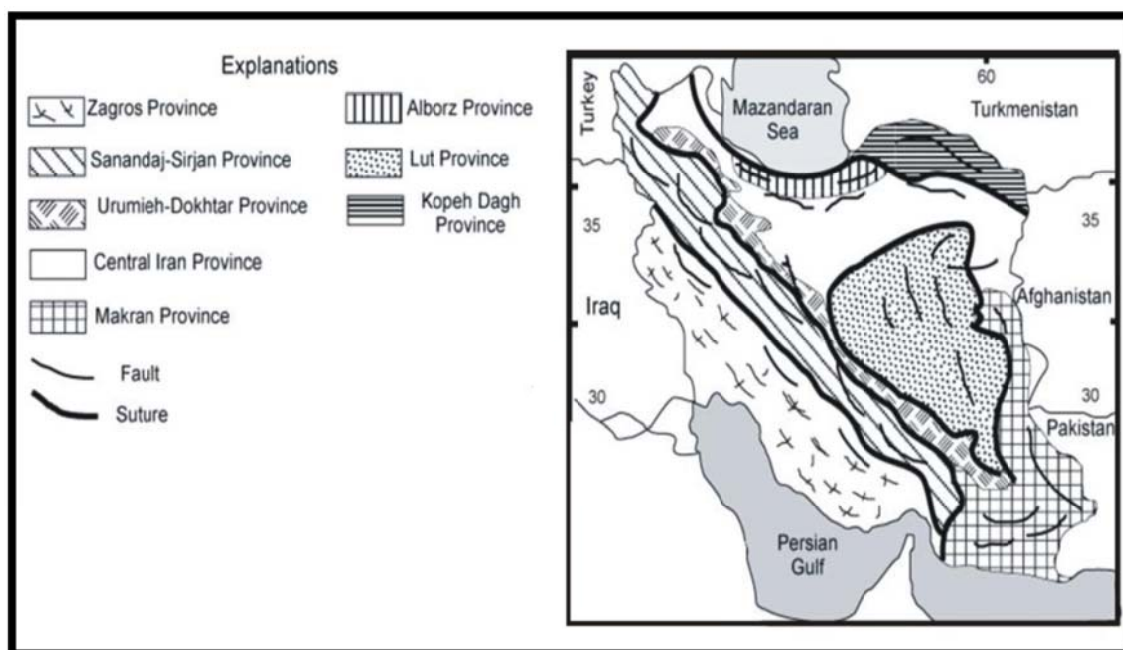 Explanations
Zagros Province
Sanandaj-Sirjan Province
Urumieh-Dokhtar Province
Central Iran Province
Makran Province
Fault
Suture
Alborz Province
Lut Province
Kopeh Dagh
Province
60
Turkey
Mazandaran
Sea
Turkmenistan
35
35
Iraq
Afghanistan
30
30
Pakistan
Persian
Gulf